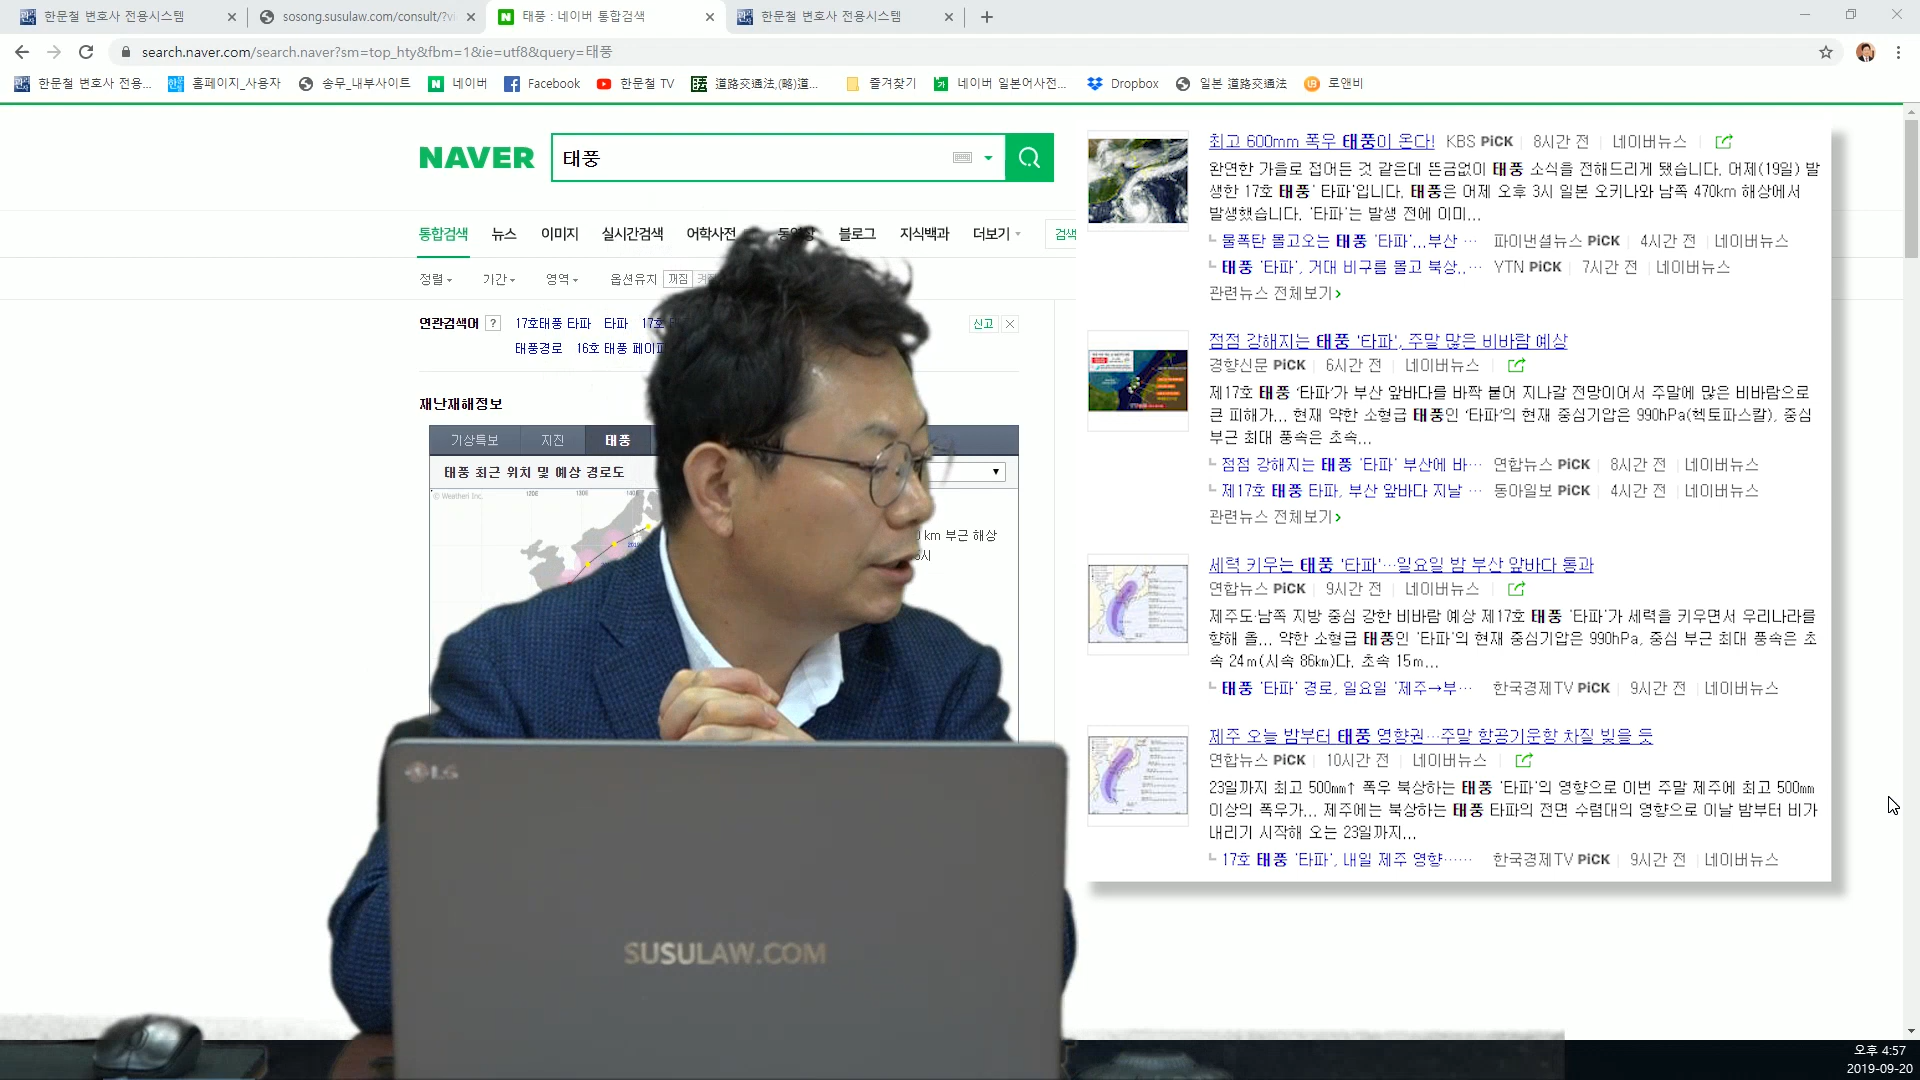 한문철 변호사 전용시스템
sosong.susulaw.com/consult/?vi
태풍 : 네이버 통합검색
한문철 변호사 전용시스템
search.naver.com/search.naver?sm=top_hty&fbm=1&ie=utf8&query=태풍
한문철 변호사 전용... 홈페이지_사용자 송무_내부사이트 네이버 Facebook 한문철 TV 道路交通法,(略)道... 즐겨찾기 네이버 일본어사전... Dropbox 일본 道路交通法 로앤비
NAVER
태풍
통합검색 뉴스 이미지 실시간검색 어학사전 동영상 블로그 지식백과 더보기 검색
정렬 기간 영역 옵션유지 꺼짐 켜짐
연관검색어 ? 17호태풍 타파 타파 17호
신고
태풍경로 16호 태풍 페이파
재난재해정보
기상특보 지진 태풍
태풍 최근 위치 및 예상 경로도
© Weatheri Inc. 120E 130E 140E
km 부근 해상
시
최고 600mm 폭우 태풍이 온다! KBS PiCK 8시간 전 네이버뉴스
완연한 가을로 접어든 것 같은데 뜬금없이 태풍 소식을 전해드리게 됐습니다. 어제(19일) 발
생한 17호 태풍' 타파'입니다. 태풍은 어제 오후 3시 일본 오키나와 남쪽 470km 해상에서
발생했습니다. '타파'는 발생 전에 이미...
물폭탄 몰고오는 태풍 '타파'...부산 … 파이낸셜뉴스 PiCK 4시간 전 네이버뉴스
태풍 '타파', 거대 비구름 몰고 북상..… YTN PiCK 7시간 전 네이버뉴스
관련뉴스 전체보기
점점 강해지는 태풍 '타파', 주말 많은 비바람 예상
경향신문 PiCK 6시간 전 네이버뉴스
제17호 태풍 ‘타파’가 부산 앞바다를 바짝 붙어 지나갈 전망이어서 주말에 많은 비바람으로
큰 피해가... 현재 약한 소형급 태풍인 ‘타파’의 현재 중심기압은 990hPa(헥토파스칼), 중심
부근 최대 풍속은 초속...
점점 강해지는 태풍 '타파' 부산에 바… 연합뉴스 PiCK 8시간 전 네이버뉴스
제17호 태풍 타파, 부산 앞바다 지날 … 동아일보 PiCK 4시간 전 네이버뉴스
관련뉴스 전체보기
세력 키우는 태풍 '타파'…일요일 밤 부산 앞바다 통과
연합뉴스 PiCK 9시간 전 네이버뉴스
제주도·남쪽 지방 중심 강한 비바람 예상 제17호 태풍 '타파'가 세력을 키우면서 우리나라를
향해 올... 약한 소형급 태풍인 '타파'의 현재 중심기압은 990hPa, 중심 부근 최대 풍속은 초
속 24m(시속 86㎞)다. 초속 15m...
태풍 '타파' 경로, 일요일 '제주→부… 한국경제TV PiCK 9시간 전 네이버뉴스
제주 오늘 밤부터 태풍 영향권…주말 항공기운항 차질 빚을 듯
연합뉴스 PiCK 10시간 전 네이버뉴스
23일까지 최고 500㎜↑ 폭우 북상하는 태풍 '타파'의 영향으로 이번 주말 제주에 최고 500㎜
이상의 폭우가... 제주에는 북상하는 태풍 타파의 전면 수렴대의 영향으로 이날 밤부터 비가
내리기 시작해 오는 23일까지...
17호 태풍 '타파', 내일 제주 영향…… 한국경제TV PiCK 9시간 전 네이버뉴스
LG
SUSULAW.COM
오후 4:57
2019-09-20